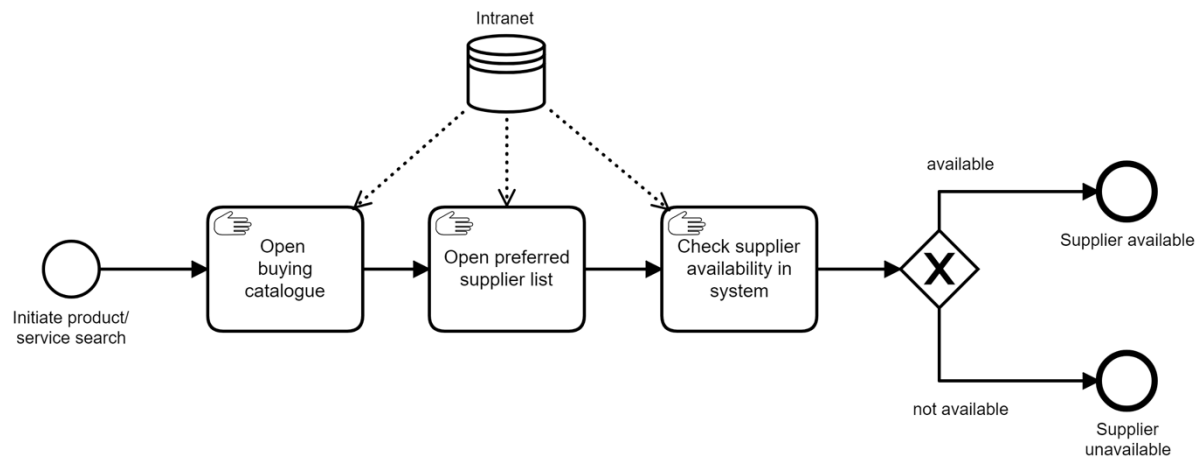 Intranet
available
Supplier available
Open
buying
catalogue
Open preferred
supplier list
Check supplier
availability in
system
X
Initiate product/
service search
not available
Supplier
unavailable